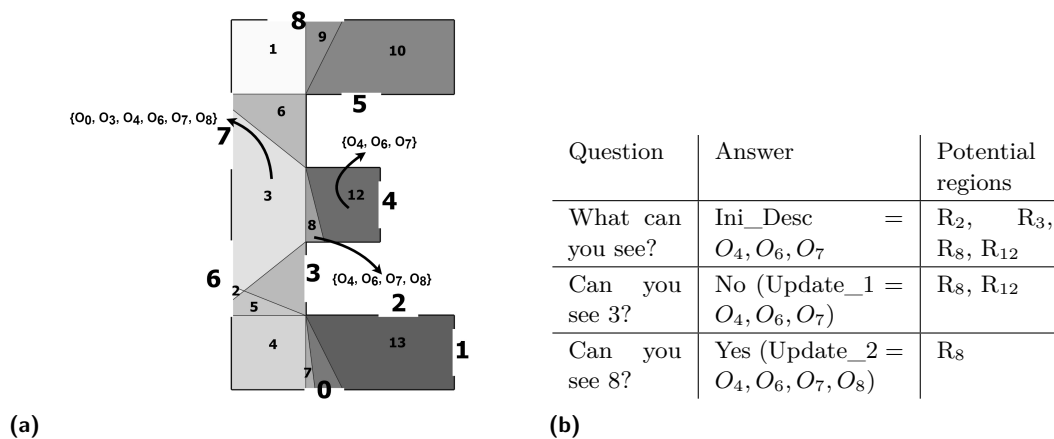 8
9
1
10
5
6
{O0, O3, O4, O6, O7, O8}
7
{O4, O6, O7}
3
12
4
8
6
3
{O4, O6, O7, O8}
2
2
5
4
13
1
7
0
(a)
Question Answer Potential
regions
What can Ini_Desc = R2, R3,
you see? O4, O6, O7 R8, R12
Can you No (Update_1 = R8, R12
see 3? O4, O6, O7)
Can you Yes (Update_2 = R8
see 8? O4, O6, O7, O8)
(b)